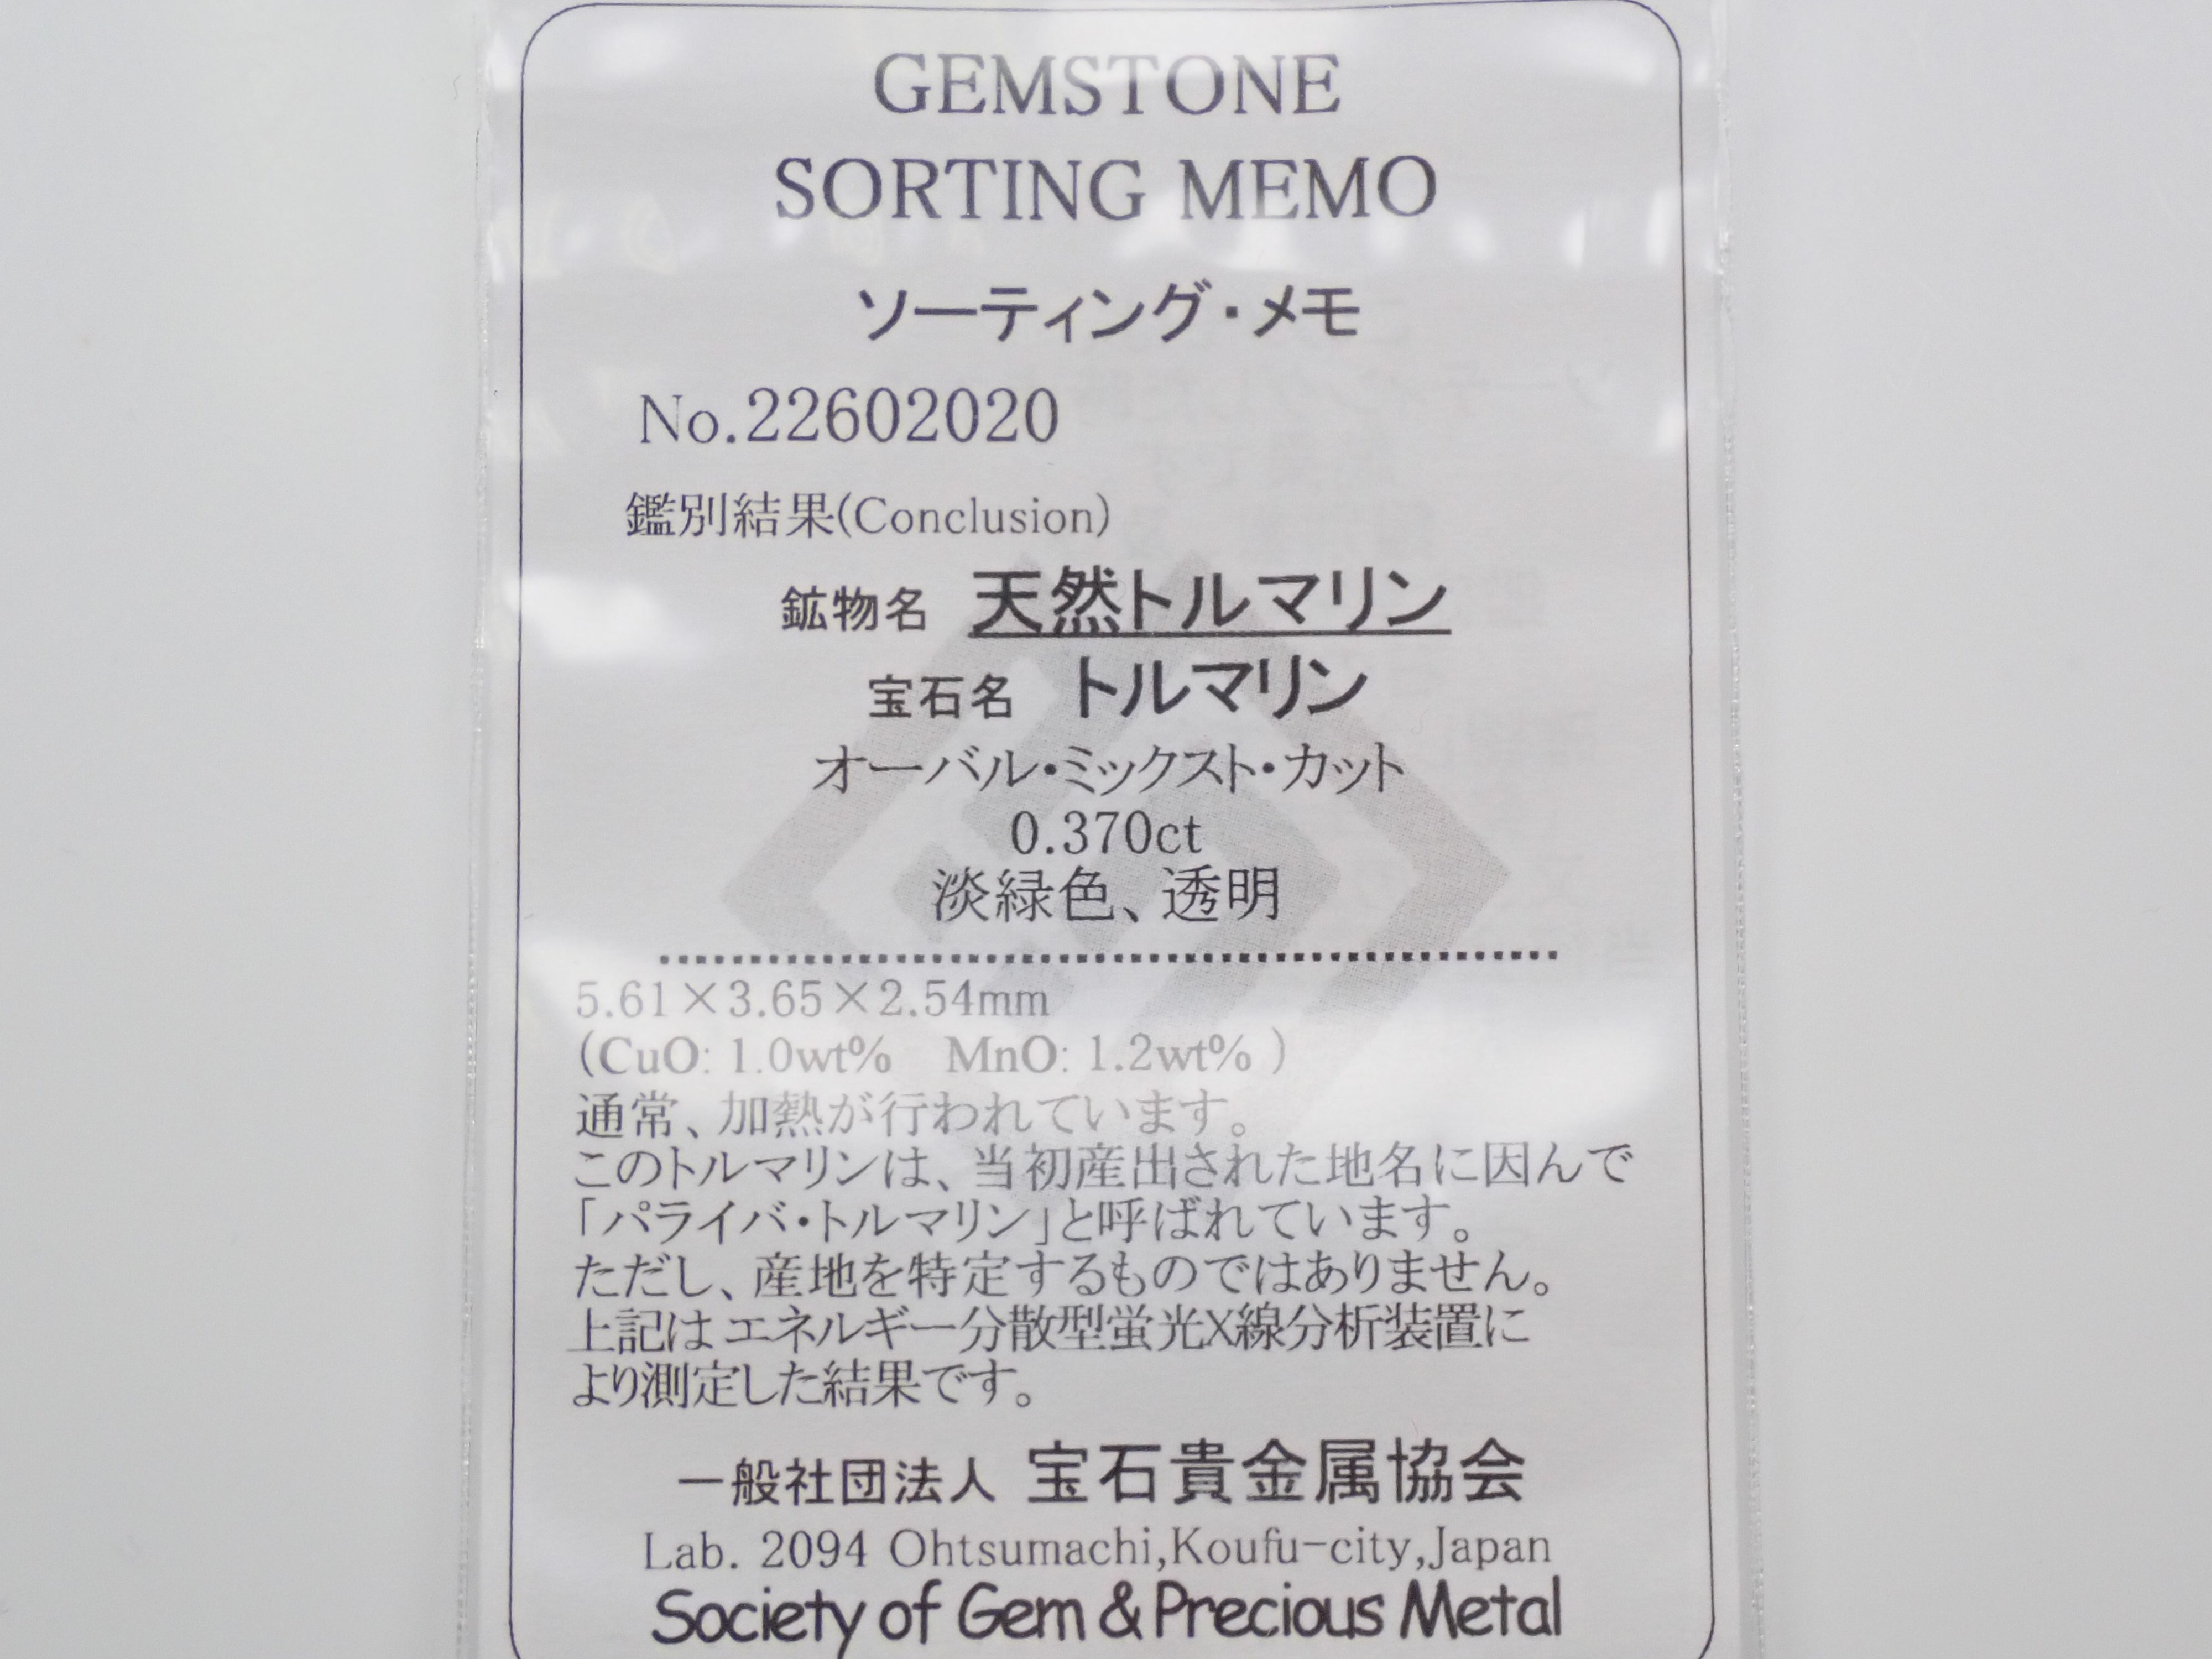 GEMSTONE
SORTING MEMO
ソーティング・メモ
No.22602020
鑑別結果(Conclusion)
鉱物名 天然トルマリン
宝石名 トルマリン
オーバル・ミックスト・カット
0.370ct
淡緑色、透明
5.61×3.65×2.54mm
(CuO: 1.0wt% MnO: 1.2wt% )
通常、加熱が行われています。
このトルマリンは、当初産出された地名に因んで
「パライバ・トルマリン」と呼ばれています。
ただし、産地を特定するものではありません。
上記はエネルギー分散型蛍光X線分析装置に
より測定した結果です。
一般社団法人 宝石貴金属協会
Lab. 2094 Ohtsumachi,Koufu-city,Japan
Society of Gem & Precious Metal